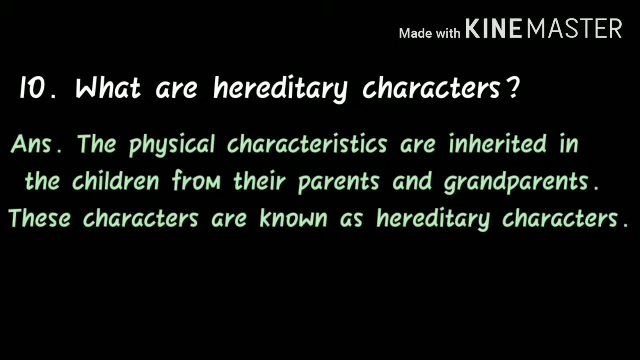 Made with KINEMASTER
10. What are hereditary characters?
Ans. The physical characteristics are inherited in
the children from their parents and grandparents.
These characters are known as hereditary characters.